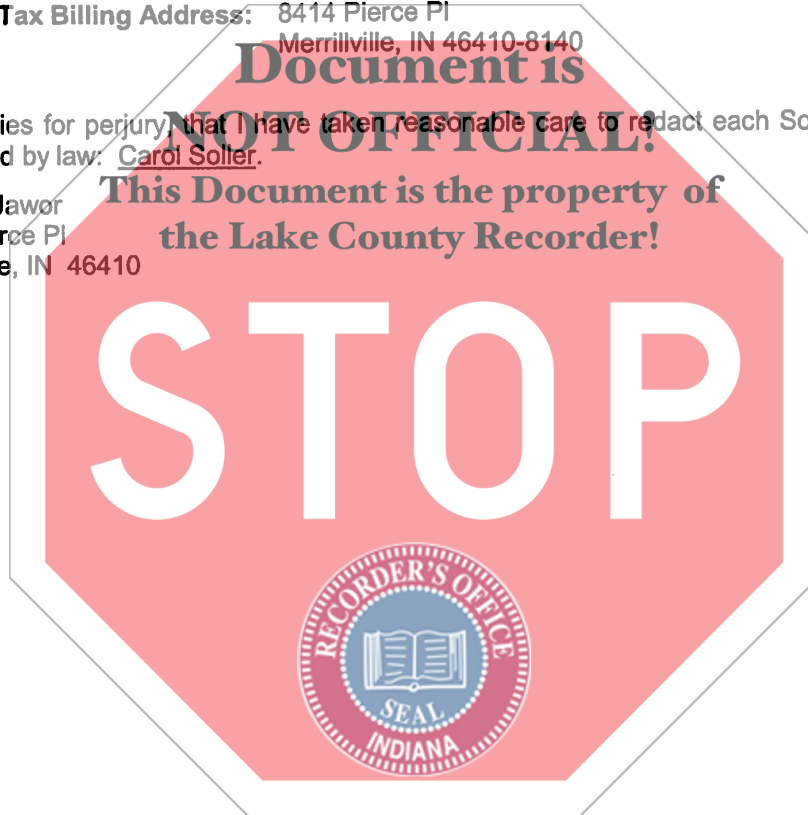 Tax Billing Address: 8414 Pierce Pl
Merrillville, IN 46410-8140
Document is
NOT OFFICIAL!
ies for perjury, that I have taken reasonable care to redact each So
d by law: Carol Soller.
This Document is the property of
Jawor
the Lake County Recorder!
rce Pl
e, IN 46410
STOP
RECORDER'S OFFICE
SEAL
INDIANA